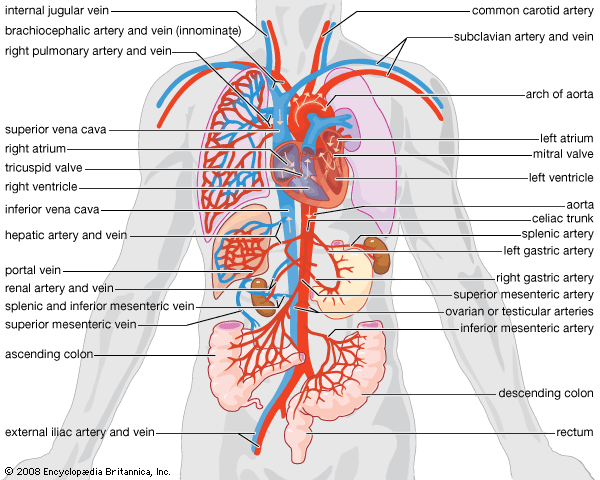 internal jugular vein
brachiocephalic artery and vein (innominate)
right pulmonary artery and vein
superior vena cava
right atrium
tricuspid valve
right ventricle
inferior vena cava
hepatic artery and vein
portal vein
renal artery and vein
splenic and inferior mesenteric vein
superior mesenteric vein
ascending colon
external iliac artery and vein
common carotid artery
subclavian artery and vein
arch of aorta
left atrium
mitral valve
left ventricle
aorta
celiac trunk
splenic artery
left gastric artery
right gastric artery
superior mesenteric artery
ovarian or testicular arteries
inferior mesenteric artery
descending colon
rectum
© 2008 Encyclopædia Britannica, Inc.